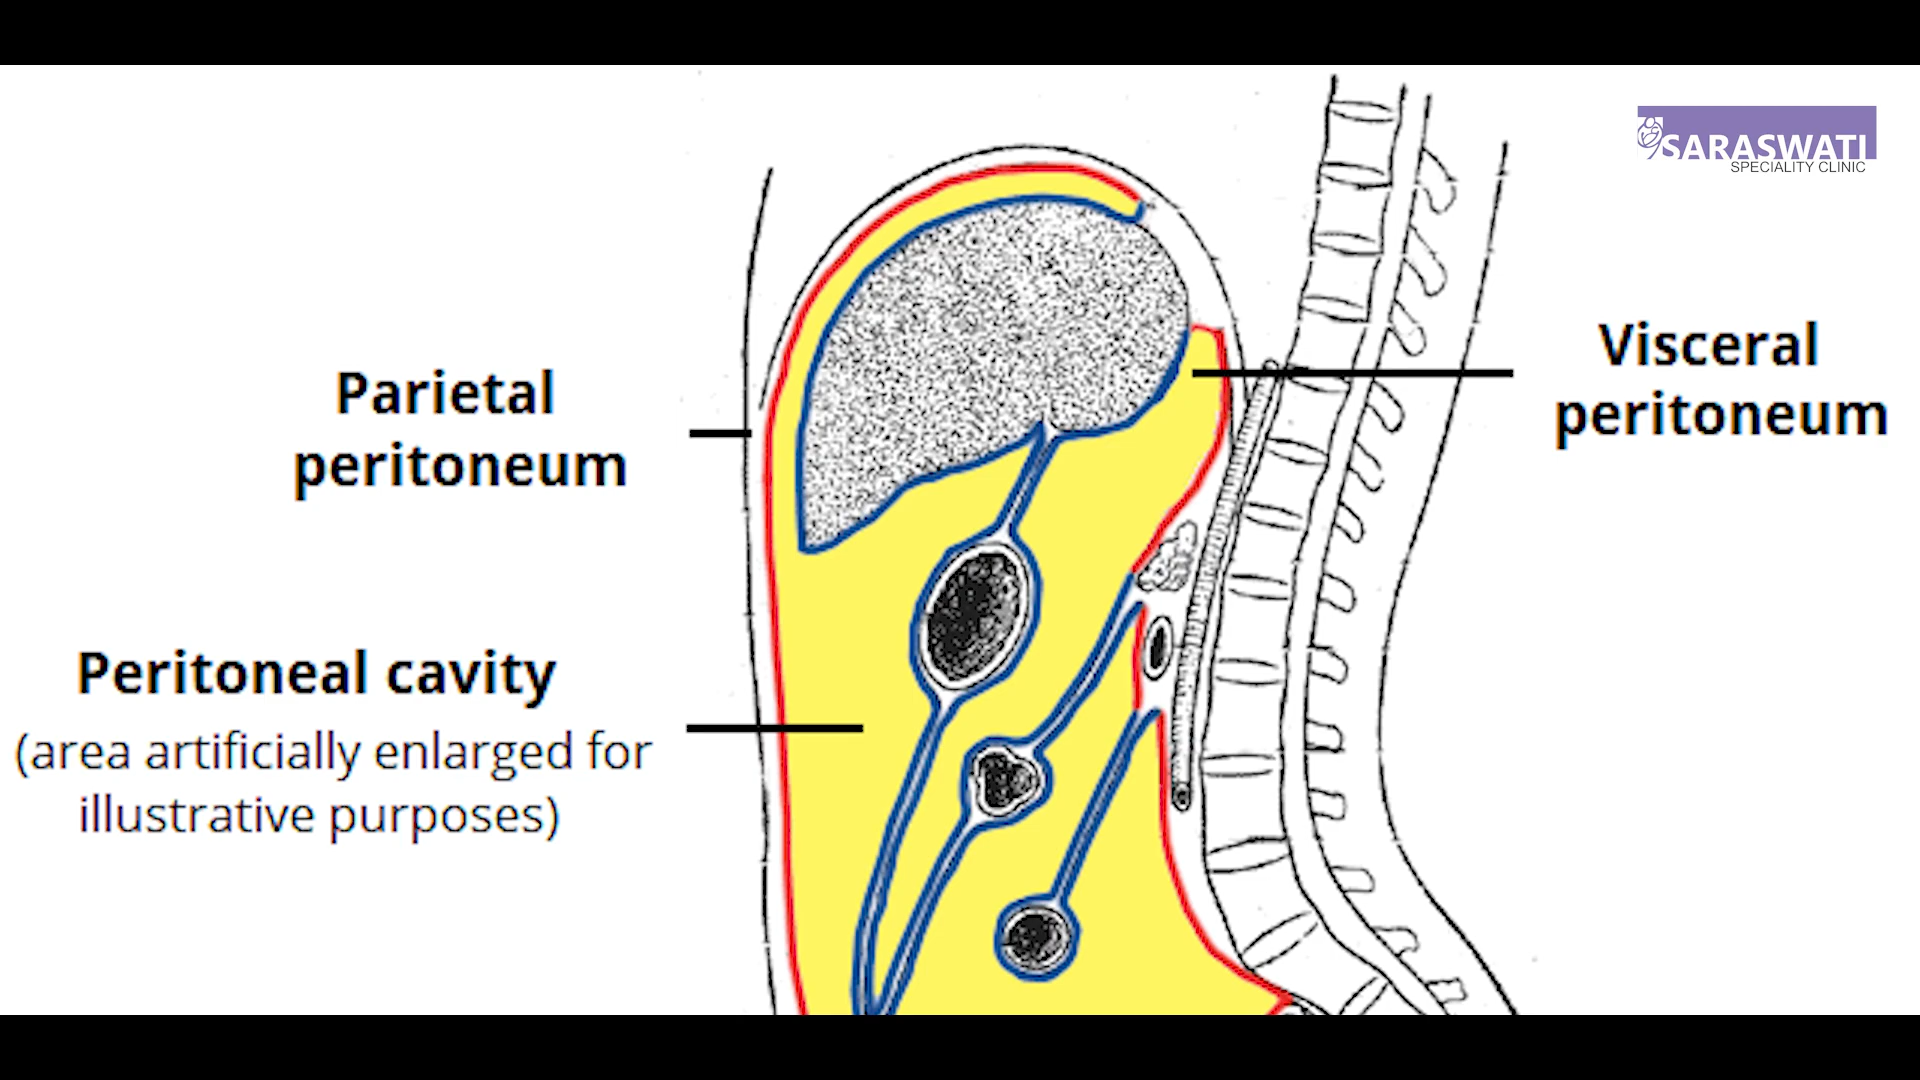 SARASWATI
SPECIALITY CLINIC
Parietal
peritoneum
Visceral
peritoneum
Peritoneal cavity
(area artificially enlarged for
illustrative purposes)